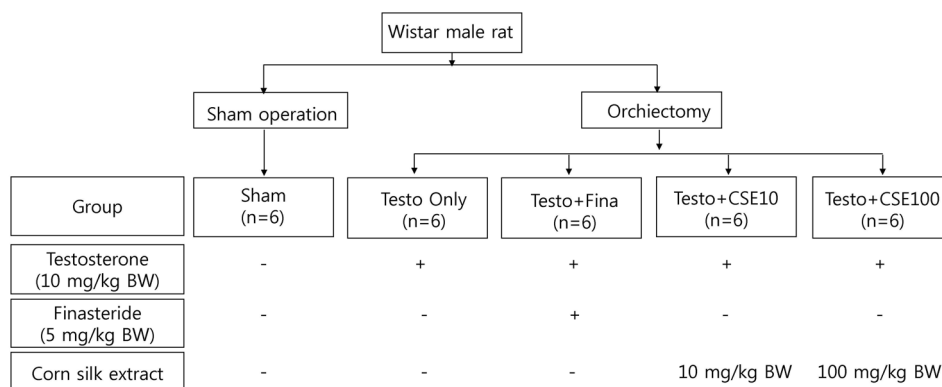 Wistar male rat
Sham operation
Orchiectomy
Group
Sham
(n=6)
Testo Only
(n=6)
Testo+Fina
(n=6)
Testo+CSE10
(n=6)
Testo+CSE100
(n=6)
Testosterone
(10 mg/kg BW)
- + + + +
Finasteride
(5 mg/kg BW)
- - + - -
Corn silk extract - - - 10 mg/kg BW 100 mg/kg BW